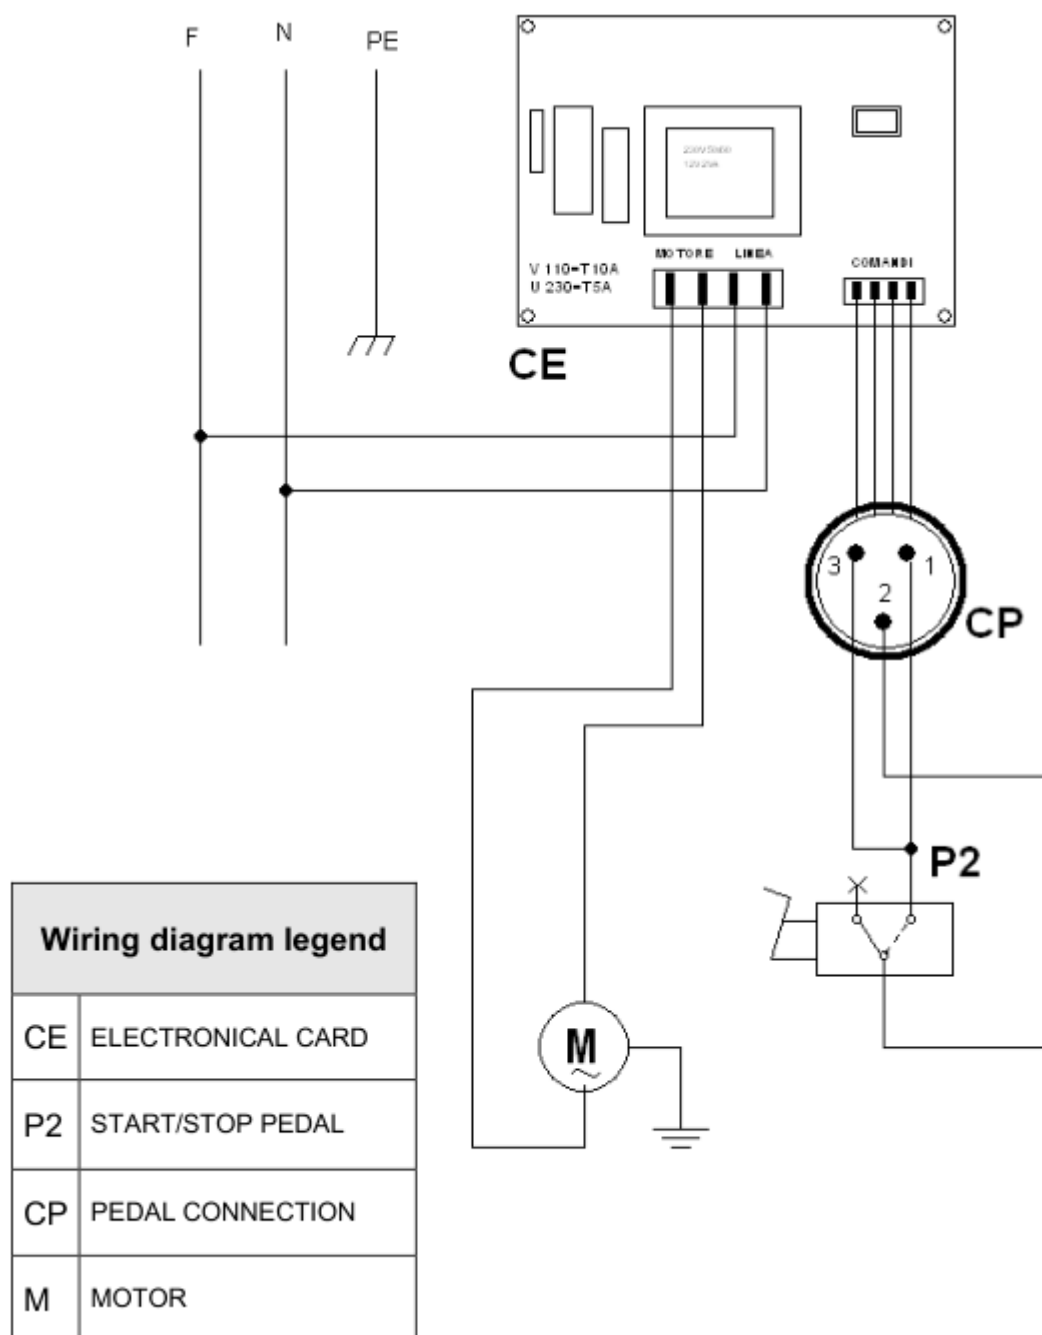 F N PE
MOTORE LINEA
COMANDI
V 110=T10A
U 230=T5A
CE
3 1
2
CP
P2
M
Wiring diagram legend
CE ELECTRONICAL CARD
P2 START/STOP PEDAL
CP PEDAL CONNECTION
M MOTOR